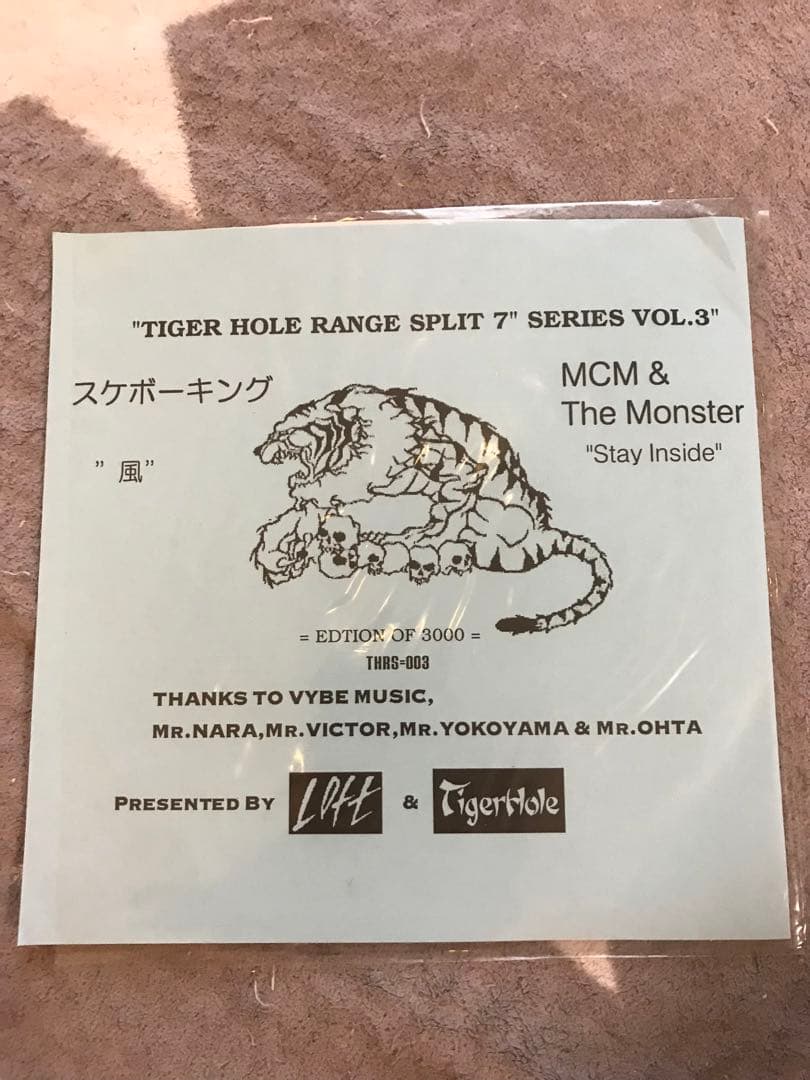 "TIGER HOLE RANGE SPLIT 7" SERIES VOL.3"
スケボーキング
" 風"
MCM &
The Monster
"Stay Inside"
= EDTION OF 3000 =
THRS=003
THANKS TO VYBE MUSIC,
MR.NARA,MR.VICTOR,MR.YOKOYAMA & MR.OHTA
PRESENTED BY Loft & TigerHole